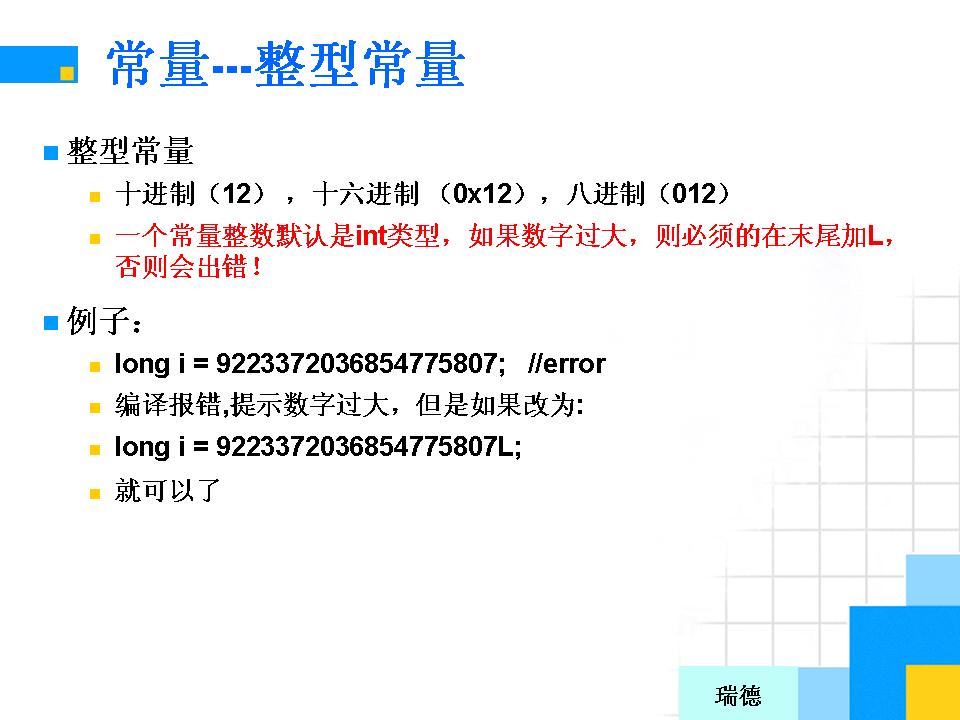 常量---整型常量
整型常量
十进制（12），十六进制 （0x12），八进制（012）
一个常量整数默认是int类型，如果数字过大，则必须的在末尾加L，
否则会出错！
例子：
long i = 9223372036854775807;   //error
编译报错,提示数字过大，但是如果改为:
long i = 9223372036854775807L;
就可以了
瑞德